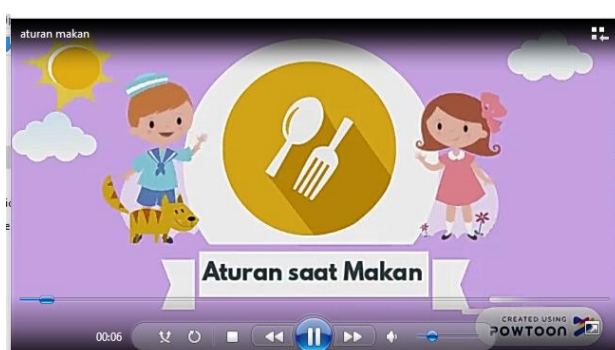 aturan makan
Aturan saat Makan
CREATED USING
POWTOON
00:06